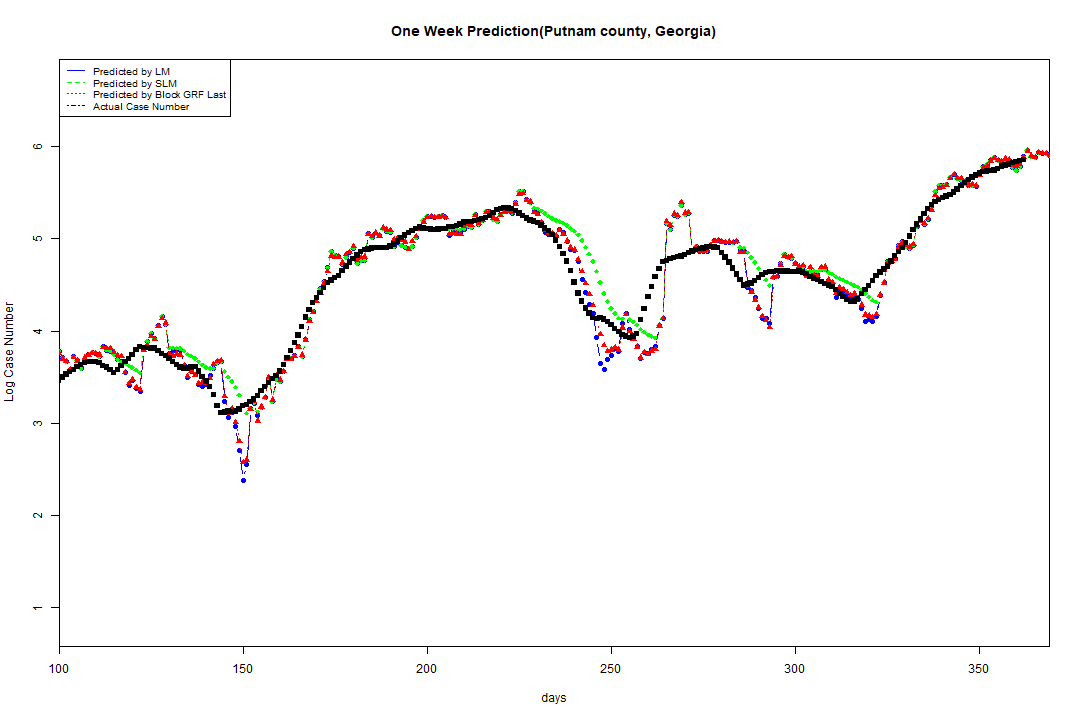 One Week Prediction(Putnam county, Georgia)
Predicted by LM
Predicted by SLM
Predicted by Block GRF Last
Actual Case Number
6
5
4
3
2
1
Log Case Number
100 150 200 250 300 350
days